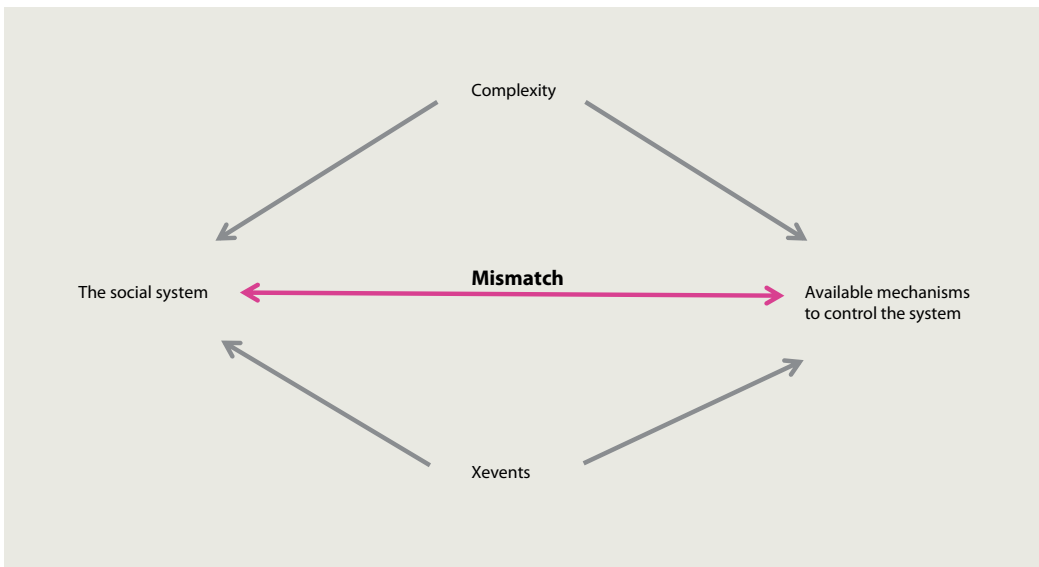 Complexity
Mismatch
The social system
Available mechanisms
to control the system
Xevents